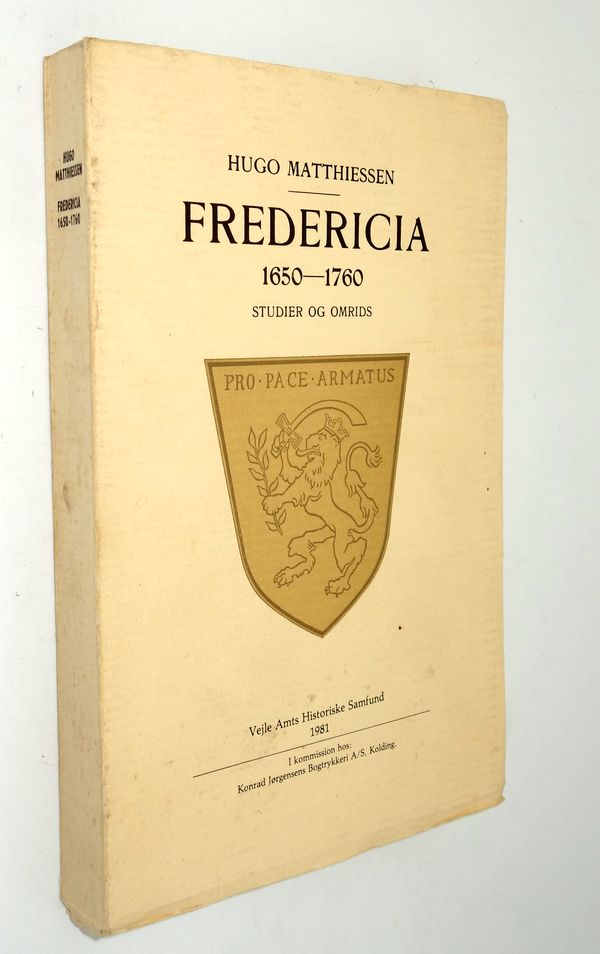 HUGO
MATTHIESSEN
FREDERICIA
1650-1760
HUGO MATTHIESSEN
FREDERICIA
1650—1760
STUDIER OG OMRIDS
PRO·PACE·ARMATUS
Vejle Amts Historiske Samfund
1981
I kommission hos:
Konrad Jørgensens Bogtrykkeri A/S, Kolding.